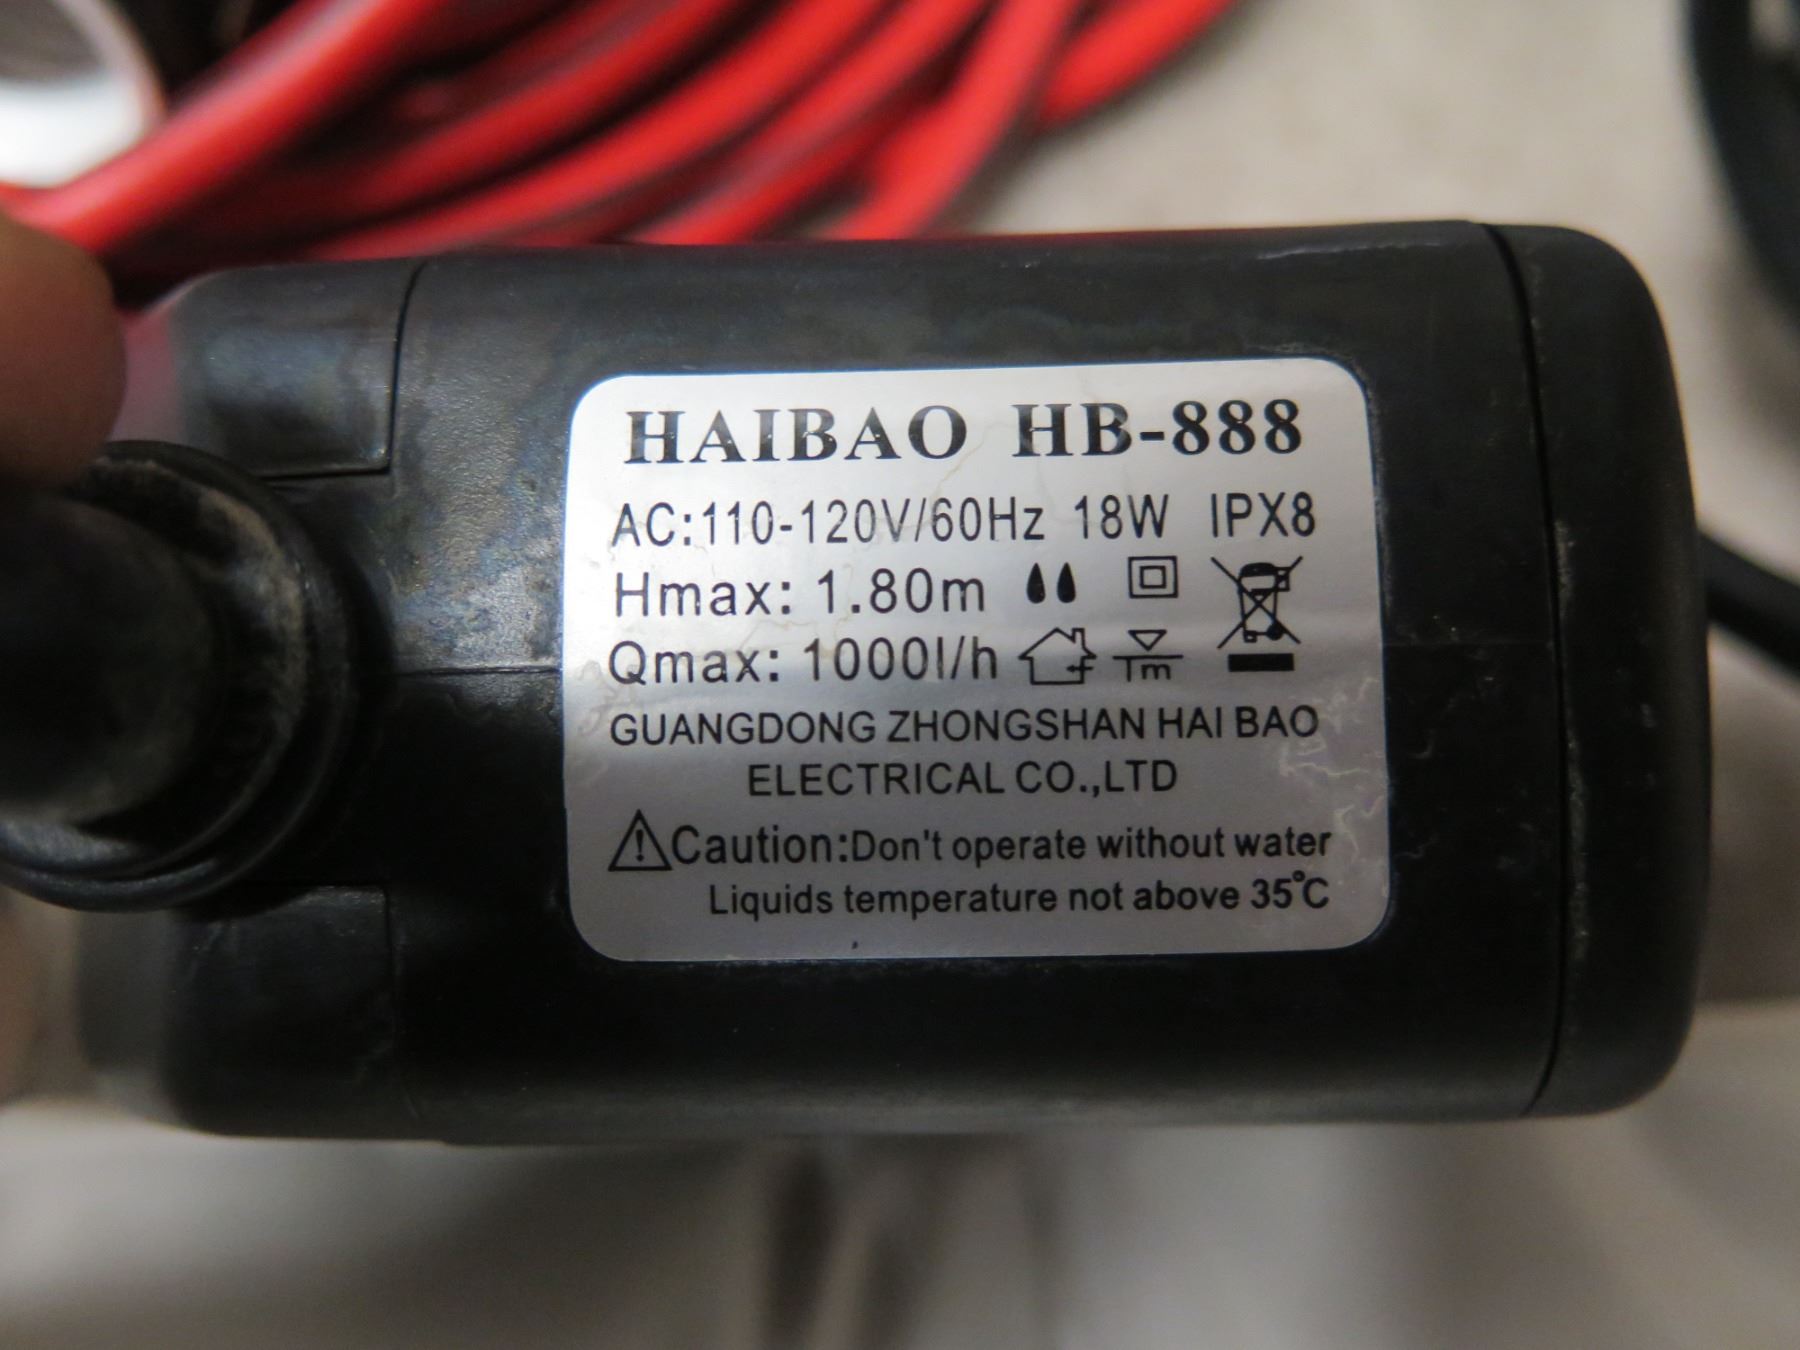 HAIBAO HB-888
AC:110-120V/60Hz 18W IPX8
Hmax: 1.80m
Qmax: 1000l/h Tm
GUANGDONG ZHONGSHAN HAI BAO
ELECTRICAL CO.,LTD
Caution:Don't operate without water
Liquids temperature not above 35°C